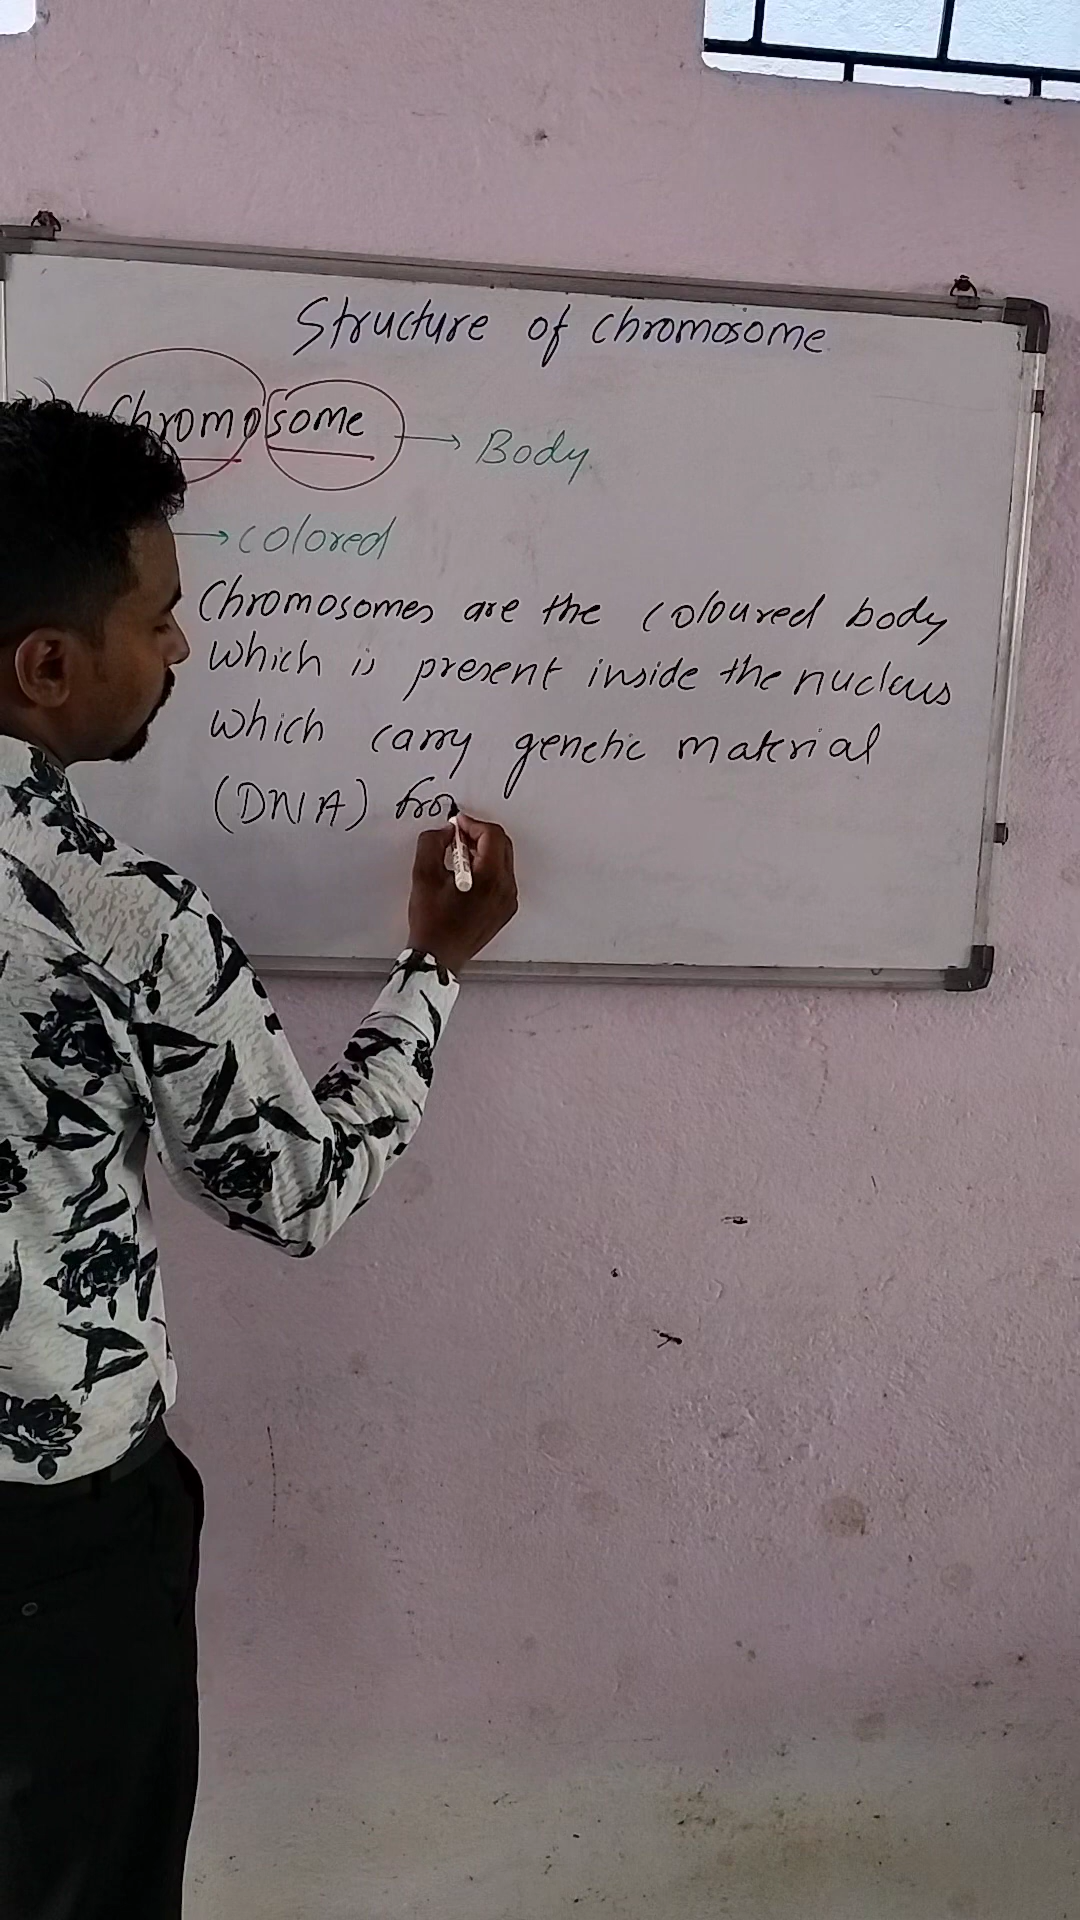 Structure of chromosome
Chromosome → Body
→ colored
Chromosomes are the coloured body
which is present inside the nucleus
which carry genetic material
(DNA) fro